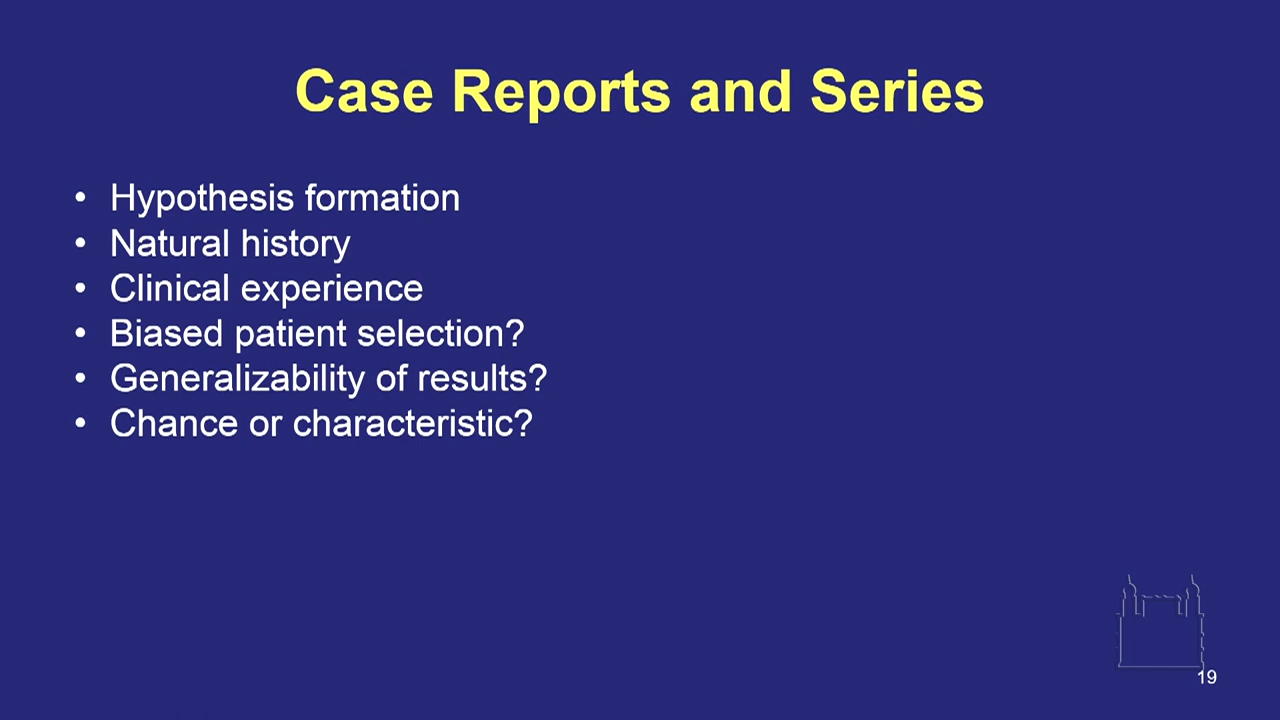 Case Reports and Series
• Hypothesis formation
• Natural history
• Clinical experience
• Biased patient selection?
• Generalizability of results?
• Chance or characteristic?
19